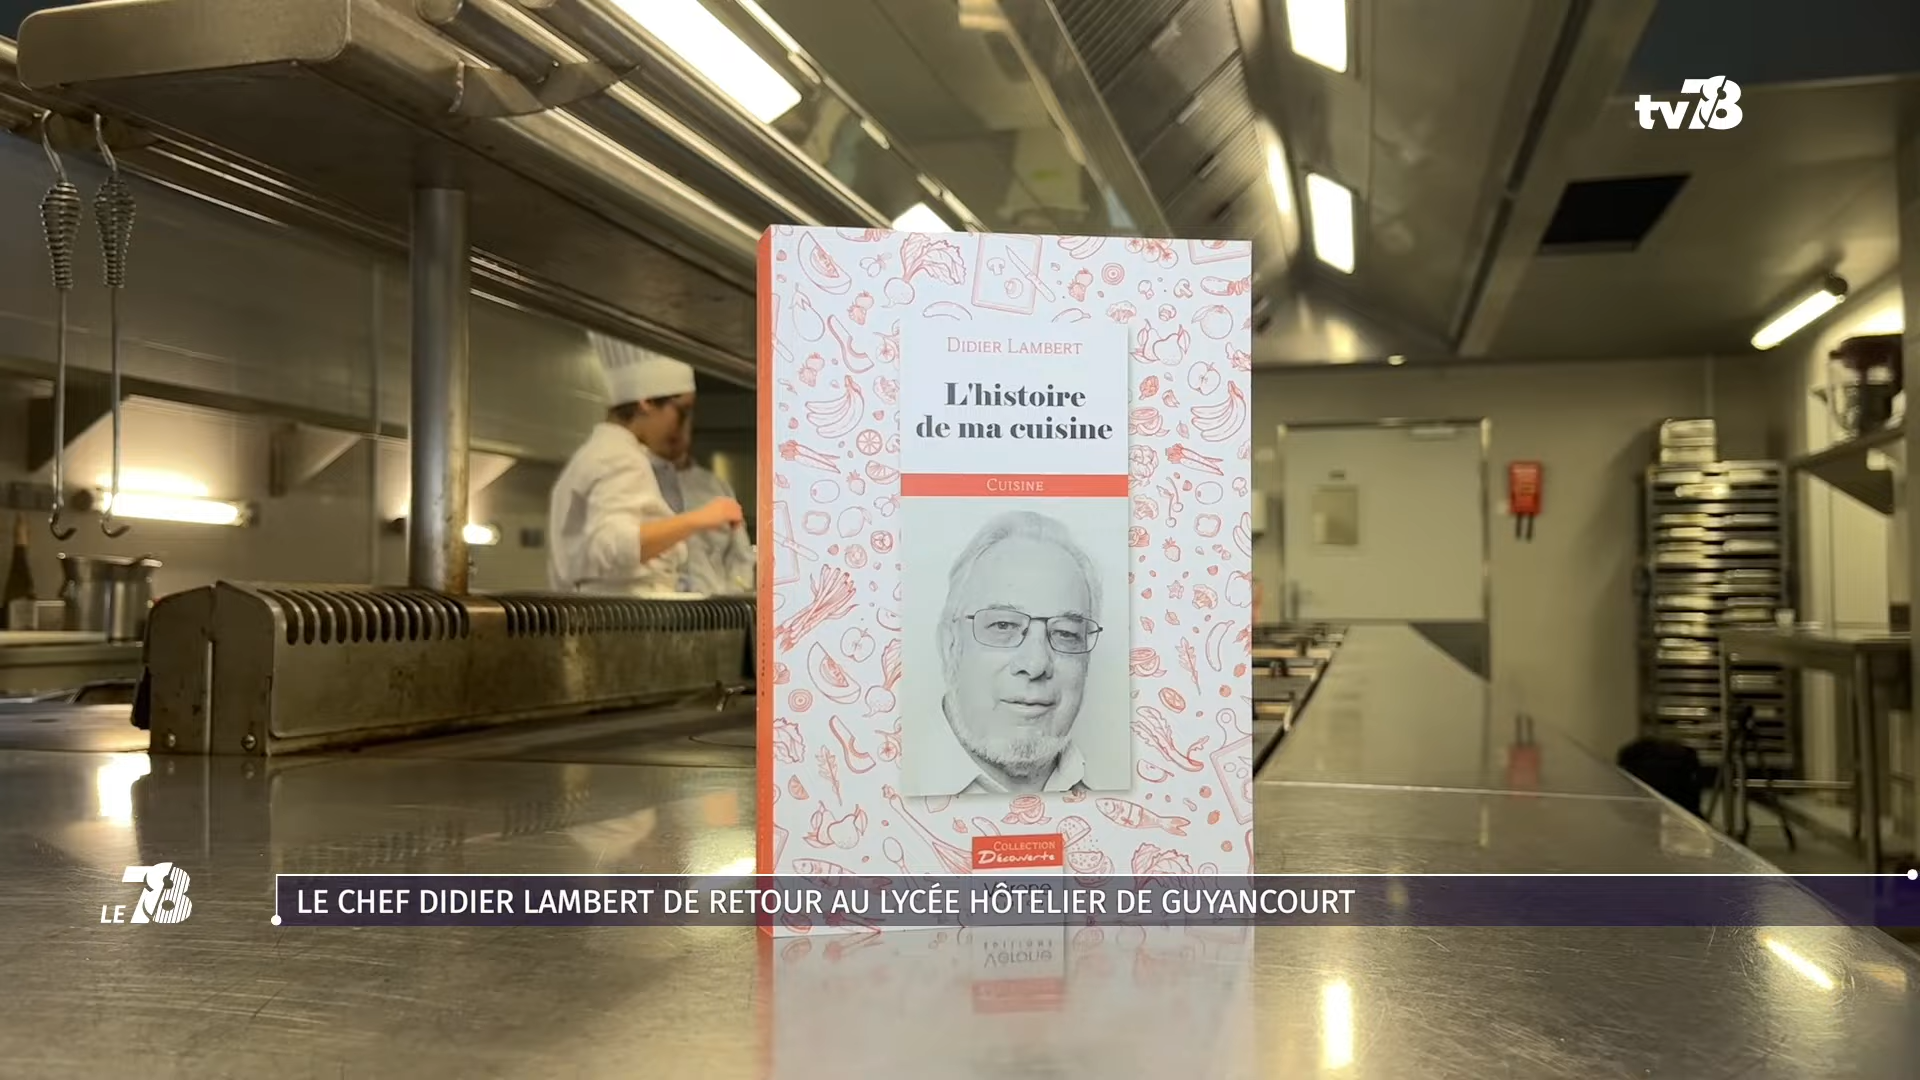 tv78
DIDIER LAMBERT
L'histoire
de ma cuisine
CUISINE
COLLECTION
Découverte
LE 78
LE CHEF DIDIER LAMBERT DE RETOUR AU LYCÉE HÔTELIER DE GUYANCOURT